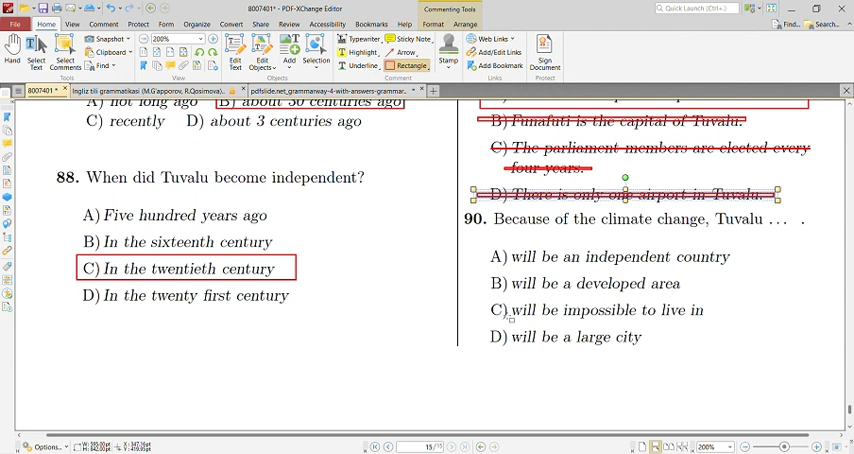 8007401* - PDF-XChange Editor
Commenting Tools
Quick Launch (Ctrl+.)
File Home View Comment Protect Form Organize Convert Share Review Accessibility Bookmarks Help Format Arrange
Find... Search...
Hand Select Text Select Comments Snapshot Clipboard Find
200%
Edit Text Edit Objects Add Selection
Typewriter Highlight Underline Sticky Note Arrow Rectangle Stamp
Web Links Add/Edit Links Add Bookmark
Sign Document
Tools View Objects Comment Links Protect
8007401* Ingliz tili grammatikasi (M.G'apporov, R.Qosimova).. pdfslide.net_grammarway-4-with-answers-grammar..
A) not long ago B) about 30 centuries ago
C) recently D) about 3 centuries ago
88. When did Tuvalu become independent?
A) Five hundred years ago
B) In the sixteenth century
C) In the twentieth century
D) In the twenty first century
B) Funafuti is the capital of Tuvalu.
C) The parliament members are elected every
four years.
D) There is only one airport in Tuvalu.
90. Because of the climate change, Tuvalu ... .
A) will be an independent country
B) will be a developed area
C) will be impossible to live in
D) will be a large city
Options...
15/15
200%